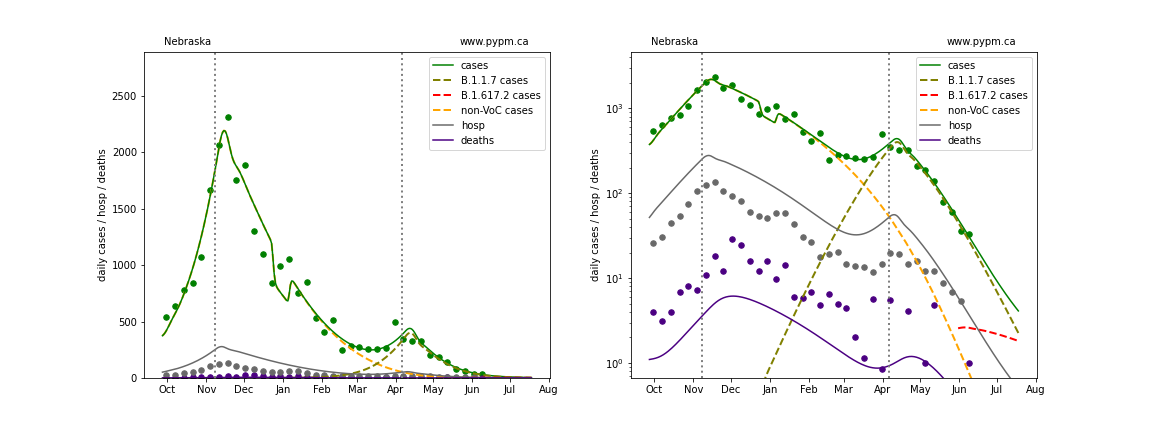 Nebraska www.pypm.ca
cases
B.1.1.7 cases
B.1.617.2 cases
non-VoC cases
hosp
deaths
2500
2000
1500
1000
500
0
daily cases / hosp / deaths
Oct Nov Dec Jan Feb Mar Apr May Jun Jul Aug
Nebraska www.pypm.ca
cases
B.1.1.7 cases
B.1.617.2 cases
non-VoC cases
hosp
deaths
10³
10²
10¹
10⁰
daily cases / hosp / deaths
Oct Nov Dec Jan Feb Mar Apr May Jun Jul Aug